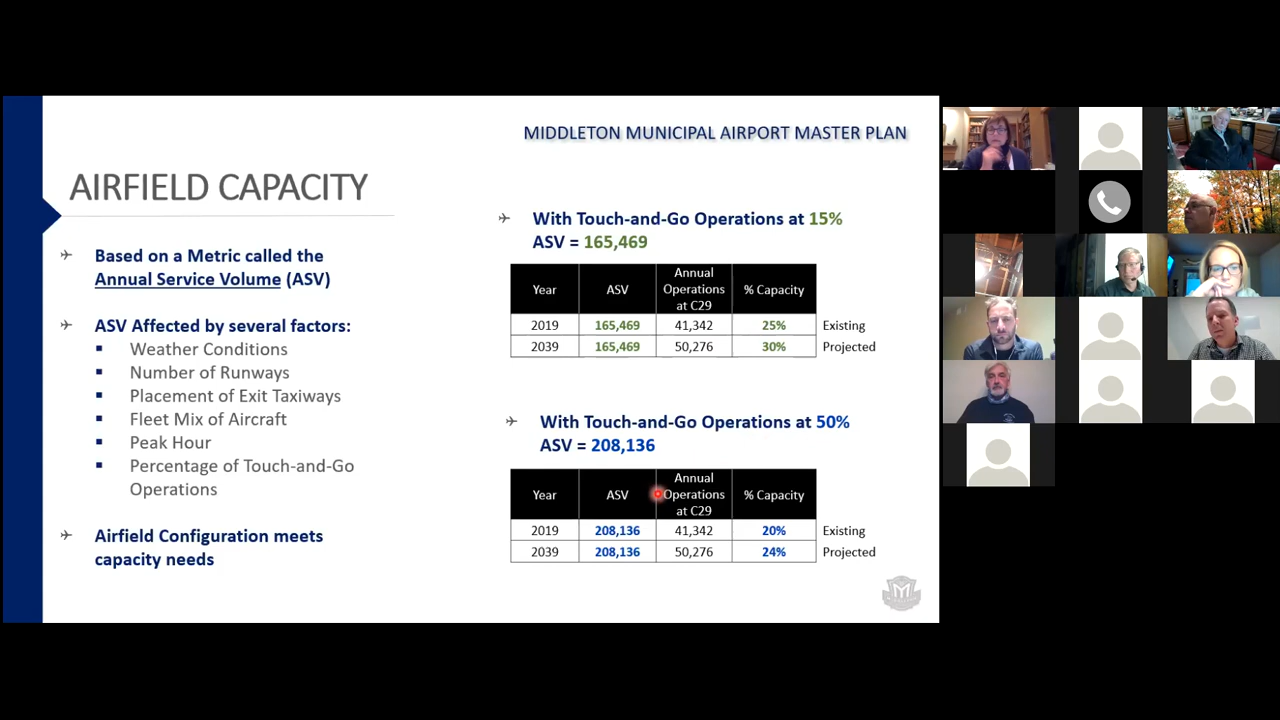 MIDDLETON MUNICIPAL AIRPORT MASTER PLAN
AIRFIELD CAPACITY
Based on a Metric called the
Annual Service Volume (ASV)
ASV Affected by several factors:
Weather Conditions
Number of Runways
Placement of Exit Taxiways
Fleet Mix of Aircraft
Peak Hour
Percentage of Touch-and-Go
Operations
Airfield Configuration meets
capacity needs
With Touch-and-Go Operations at 15%
ASV = 165,469
Year ASV Annual Operations at C29 % Capacity
2019 165,469 41,342 25% Existing
2039 165,469 50,276 30% Projected
With Touch-and-Go Operations at 50%
ASV = 208,136
Year ASV Annual Operations at C29 % Capacity
2019 208,136 41,342 20% Existing
2039 208,136 50,276 24% Projected